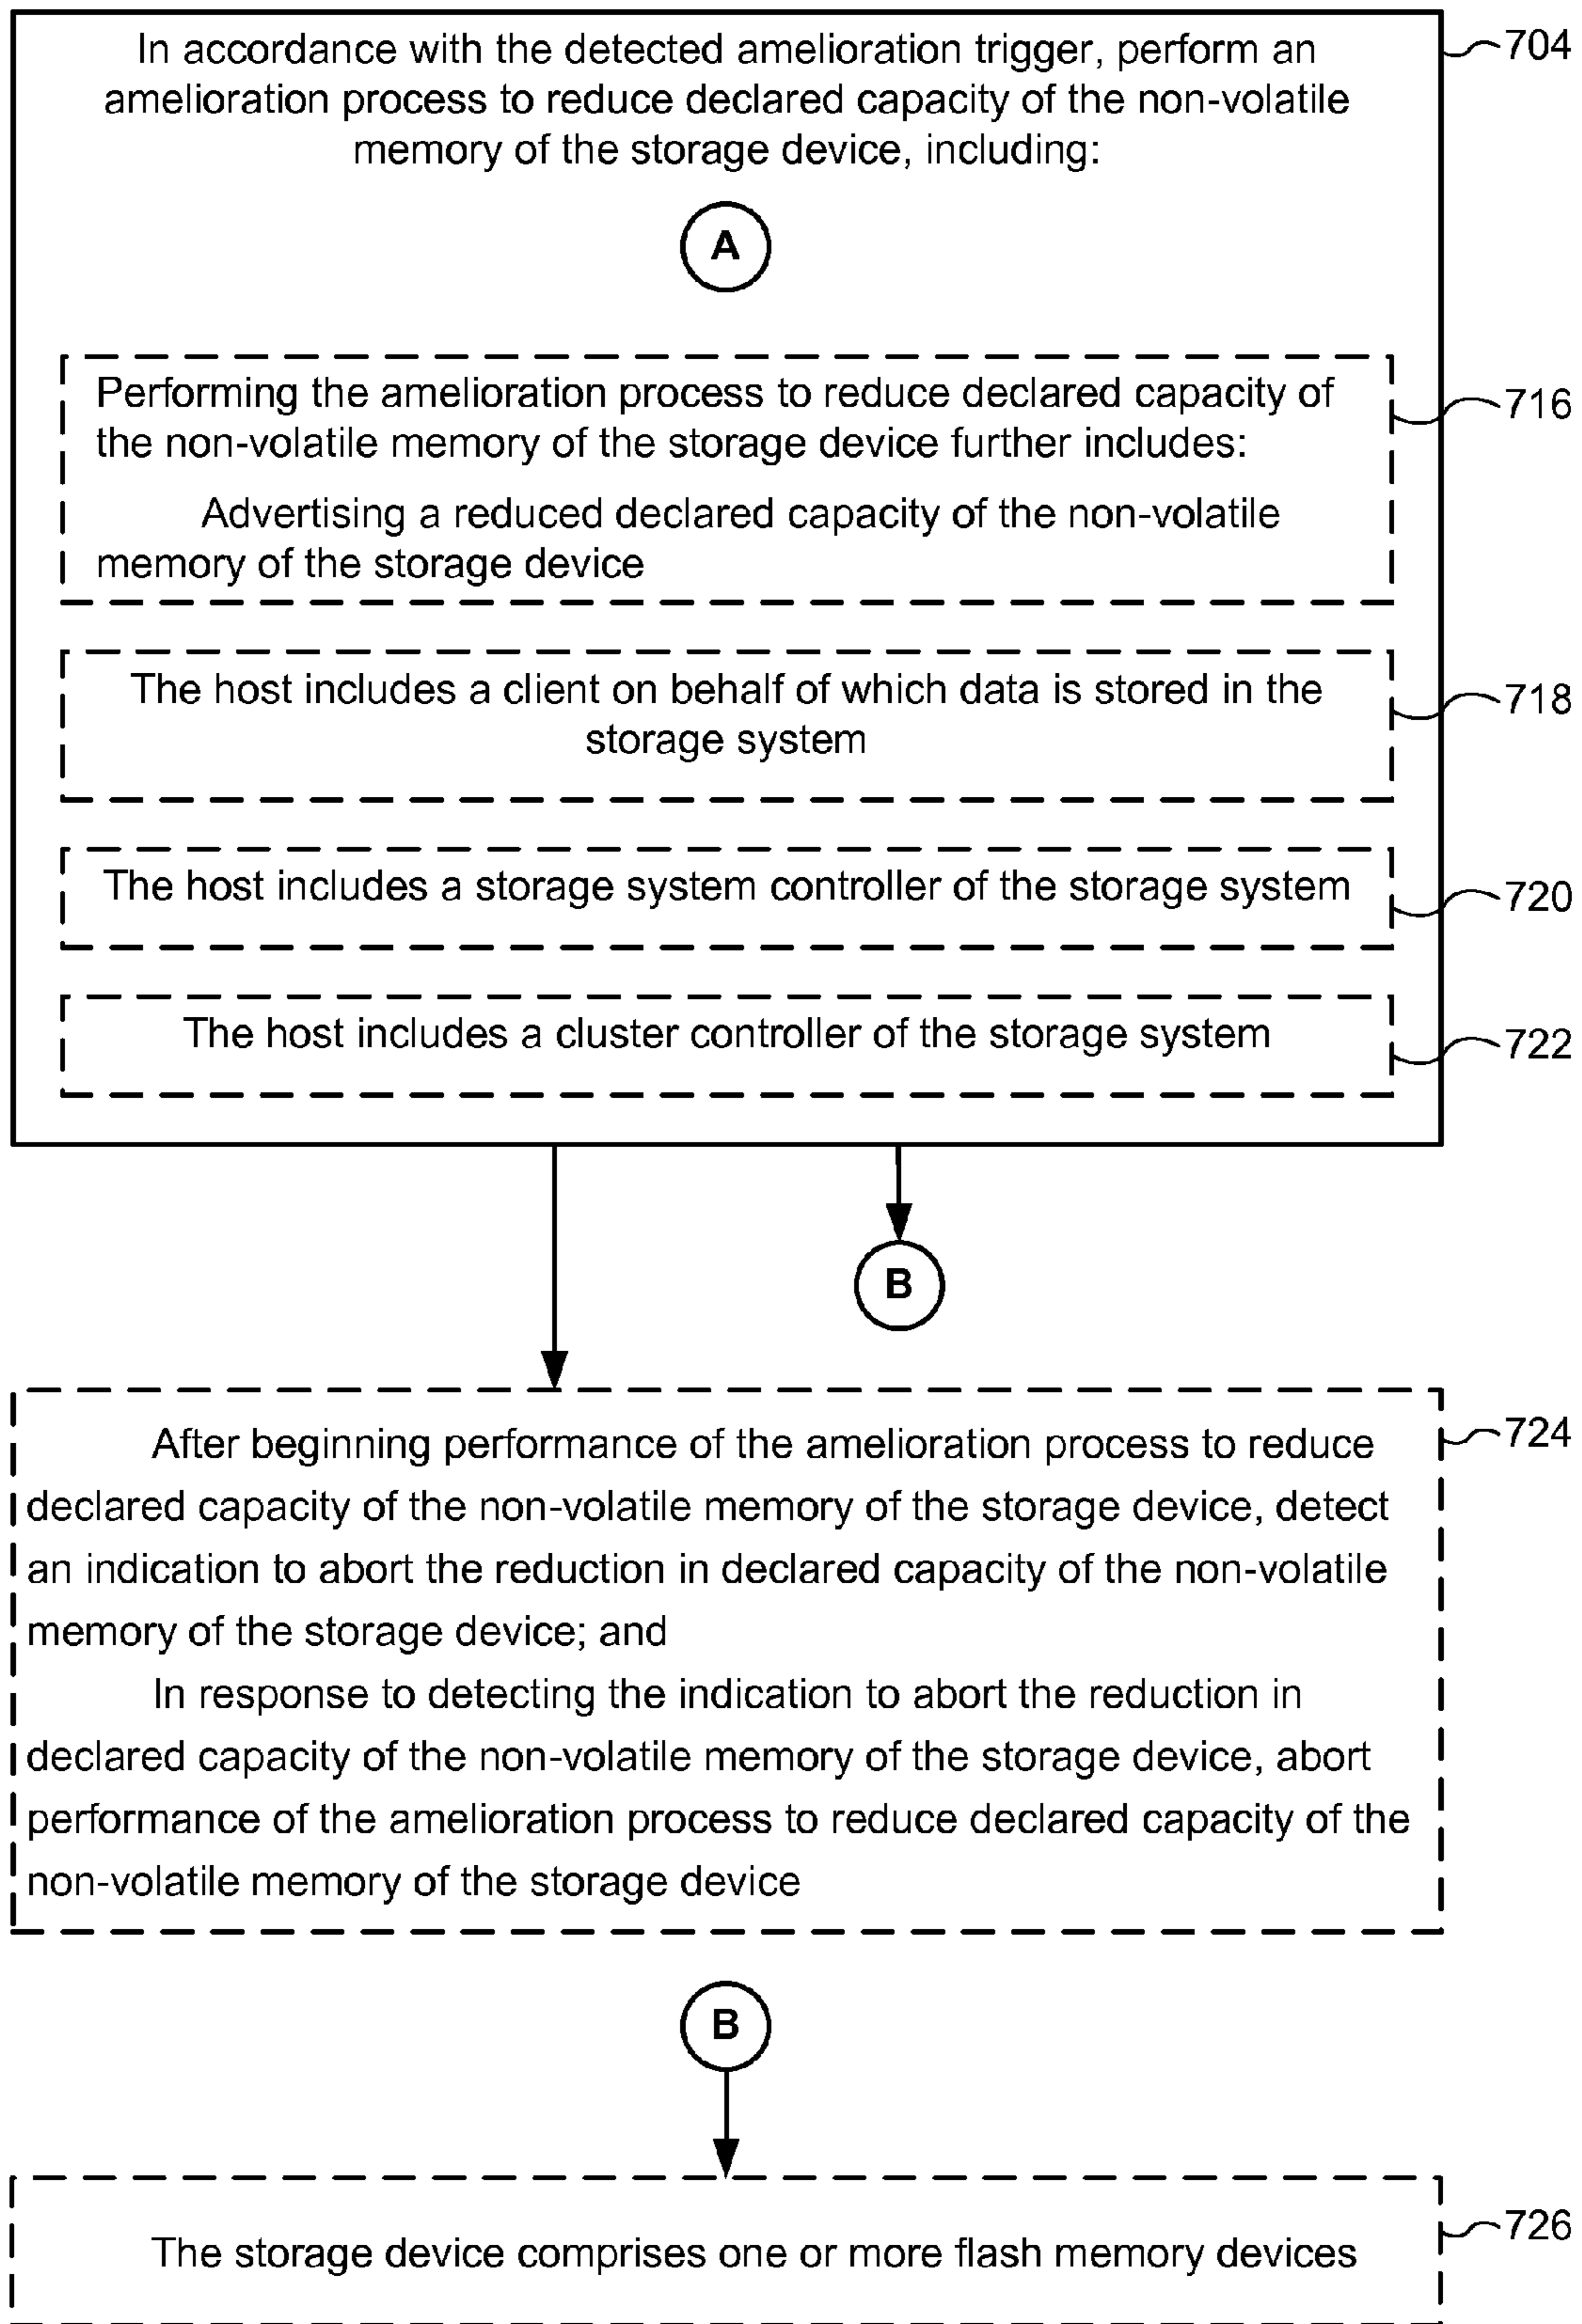 In accordance with the detected amelioration trigger, perform an
amelioration process to reduce declared capacity of the non-volatile
memory of the storage device, including:
704
A
Performing the amelioration process to reduce declared capacity of
the non-volatile memory of the storage device further includes:
Advertising a reduced declared capacity of the non-volatile
memory of the storage device
716
The host includes a client on behalf of which data is stored in the
storage system
718
The host includes a storage system controller of the storage system
720
The host includes a cluster controller of the storage system
722
B
After beginning performance of the amelioration process to reduce
declared capacity of the non-volatile memory of the storage device, detect
an indication to abort the reduction in declared capacity of the non-volatile
memory of the storage device; and
In response to detecting the indication to abort the reduction in
declared capacity of the non-volatile memory of the storage device, abort
performance of the amelioration process to reduce declared capacity of the
non-volatile memory of the storage device
724
B
The storage device comprises one or more flash memory devices
726